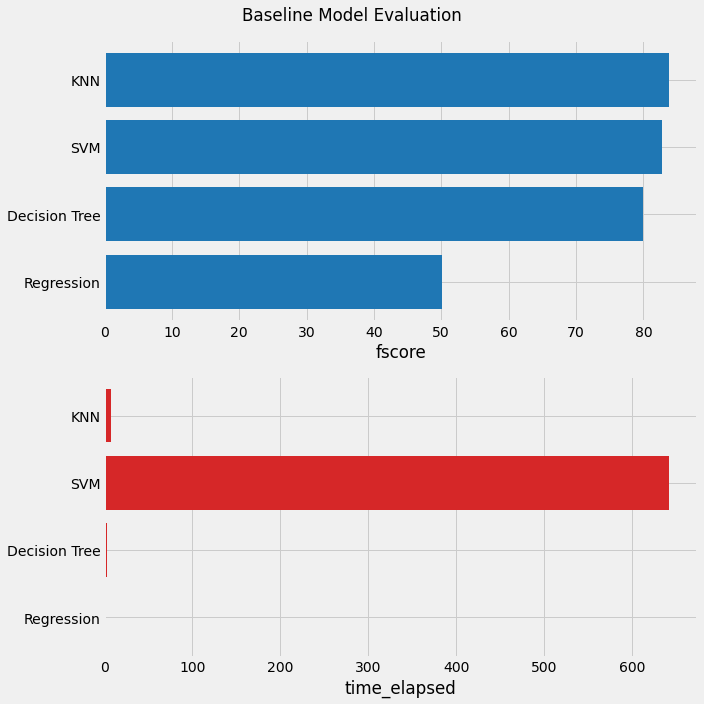 Baseline Model Evaluation
KNN
SVM
Decision Tree
Regression
0 10 20 30 40 50 60 70 80
fscore
KNN
SVM
Decision Tree
Regression
0 100 200 300 400 500 600
time_elapsed